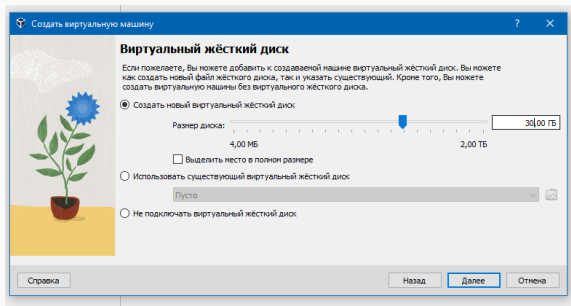 Создать виртуальную машину
Виртуальный жёсткий диск
Если пожелаете, Вы можете добавить к создаваемой машине виртуальный жёсткий диск. Вы можете
как создать новый файл жёсткого диска, так и указать существующий. Кроме того, Вы можете
создать виртуальную машины без виртуального жёсткого диска.
Создать новый виртуальный жёсткий диск
Размер диска:
30,00 ГБ
4,00 МБ 2,00 ТБ
Выделить место в полном размере
Использовать существующий виртуальный жёсткий диск
Пусто
Не подключать виртуальный жёсткий диск
Справка Назад Далее Отмена